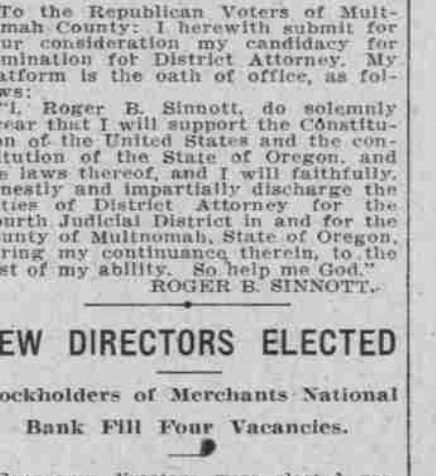 To the Republican Voters of Mult-
mah County: I herewith submit for
ur consideration my candidacy for
mination for District Attorney. My
atform is the oath of office, as fol-
ws:
"I, Roger B. Sinnott, do solemnly
ear that I will support the Constitu-
on of the United States and the con-
itution of the State of Oregon, and
e laws thereof, and I will faithfully,
nestly and impartially discharge the
ties of District Attorney for the
ourth Judicial District in and for the
unty of Multnomah, State of Oregon,
ring my continuance therein, to the
st of my ability. So help me God."
ROGER B. SINNOTT.
EW DIRECTORS ELECTED
ockholders of Merchants National
Bank Fill Four Vacancies.